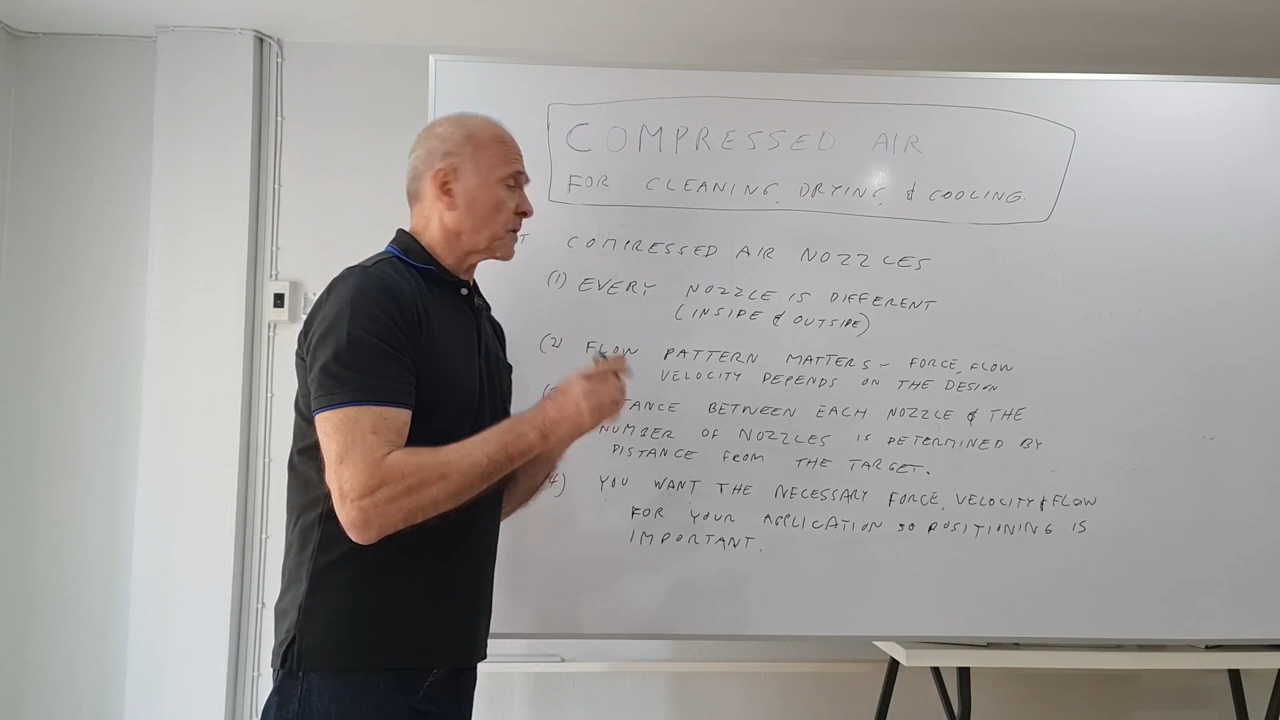 COMPRESSED AIR
FOR CLEANING, DRYING, & COOLING.
T COMPRESSED AIR NOZZLES
(1) EVERY NOZZLE IS DIFFERENT
(INSIDE & OUTSIDE)
(2) FLOW PATTERN MATTERS - FORCE, FLOW
VELOCITY DEPENDS ON THE DESIGN
TANCE BETWEEN EACH NOZZLE & THE
NUMBER OF NOZZLES IS DETERMINED BY
DISTANCE FROM THE TARGET.
4) YOU WANT THE NECESSARY FORCE, VELOCITY & FLOW
FOR YOUR APPLICATION SO POSITIONING IS
IMPORTANT.